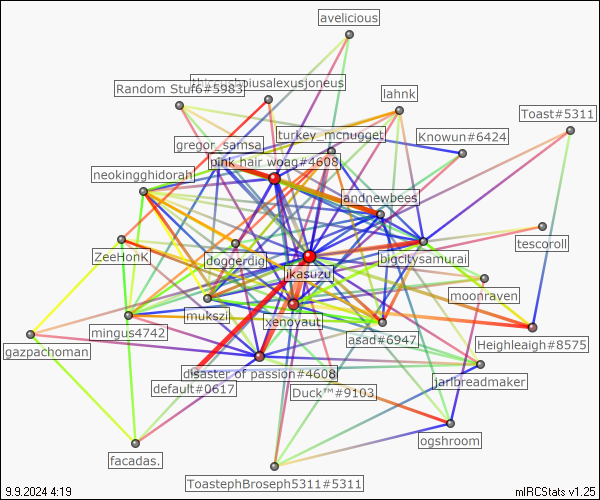 avelicious
thiccusboiusalexusjoneus
Random Stuf6#5983
lahnk
Toast#5311
turkey_mcnugget
Knowun#6424
gregor_samsa
pink hair woag#4608
neokingghidorah
andnewbees
tescoroll
ZeeHonK
doggerdig
bigcitysamurai
ikasuzu
moonraven
mukszi
xenoyaut
mingus4742
asad#6947
Heighleaigh#8575
gazpachoman
disaster of passion#4608
jarlbreadmaker
default#0617
Duck™#9103
ogshroom
facadas.
ToastephBroseph5311#5311
9.9.2024 4:19
mIRCStats v1.25